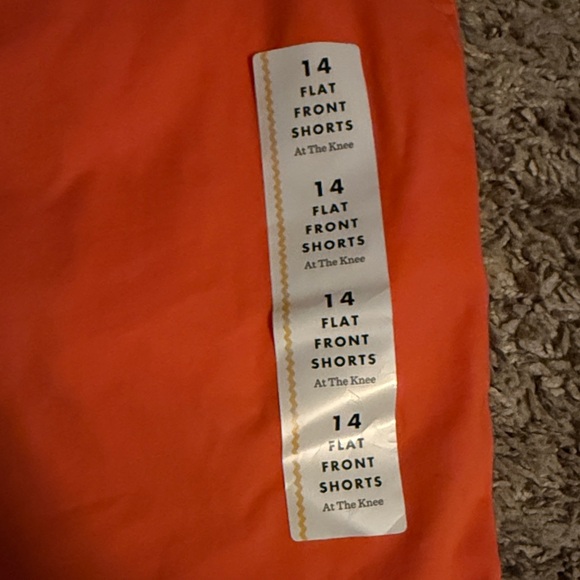 14
FLAT
FRONT
SHORTS
At The Knee
14
FLAT
FRONT
SHORTS
At The Knee
14
FLAT
FRONT
SHORTS
At The Knee
14
FLAT
FRONT
SHORTS
At The Knee